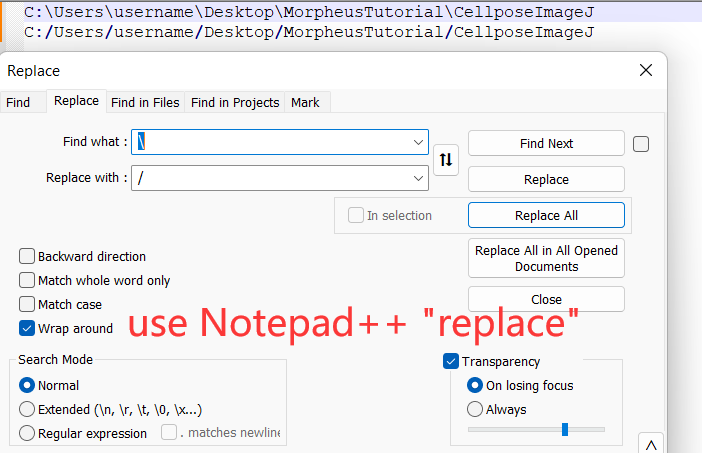 C:\Users\username\Desktop\MorpheusTutorial\CellposeImageJ
C:/Users/username/Desktop/MorpheusTutorial/CellposeImageJ
Replace
Find
Replace
Find in Files
Find in Projects
Mark
Find what :
\
Find Next
Replace with :
/
Replace
In selection
Replace All
Backward direction
Replace All in All Opened
Documents
Match whole word only
Match case
Close
Wrap around
use Notepad++ "replace"
Search Mode
Normal
Extended (\n, \r, \t, \0, \x...)
Regular expression
. matches newline
Transparency
On losing focus
Always